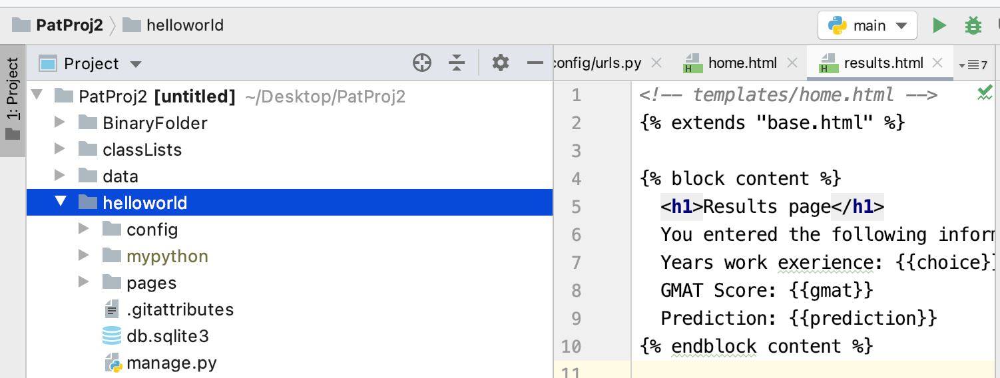 PatProj2 helloworld main
1: Project
Project
config/urls.py home.html results.html 7
PatProj2 [untitled] ~/Desktop/PatProj2
BinaryFolder
classLists
data
helloworld
config
mypython
pages
.gitattributes
db.sqlite3
manage.py
1 <!-- templates/home.html -->
2 {% extends "base.html" %}
3
4 {% block content %}
5 <h1>Results page</h1>
6 You entered the following
7 Years work exerience: {{choice}}
8 GMAT Score: {{gmat}}
9 Prediction: {{prediction}}
10 {% endblock content %}
11